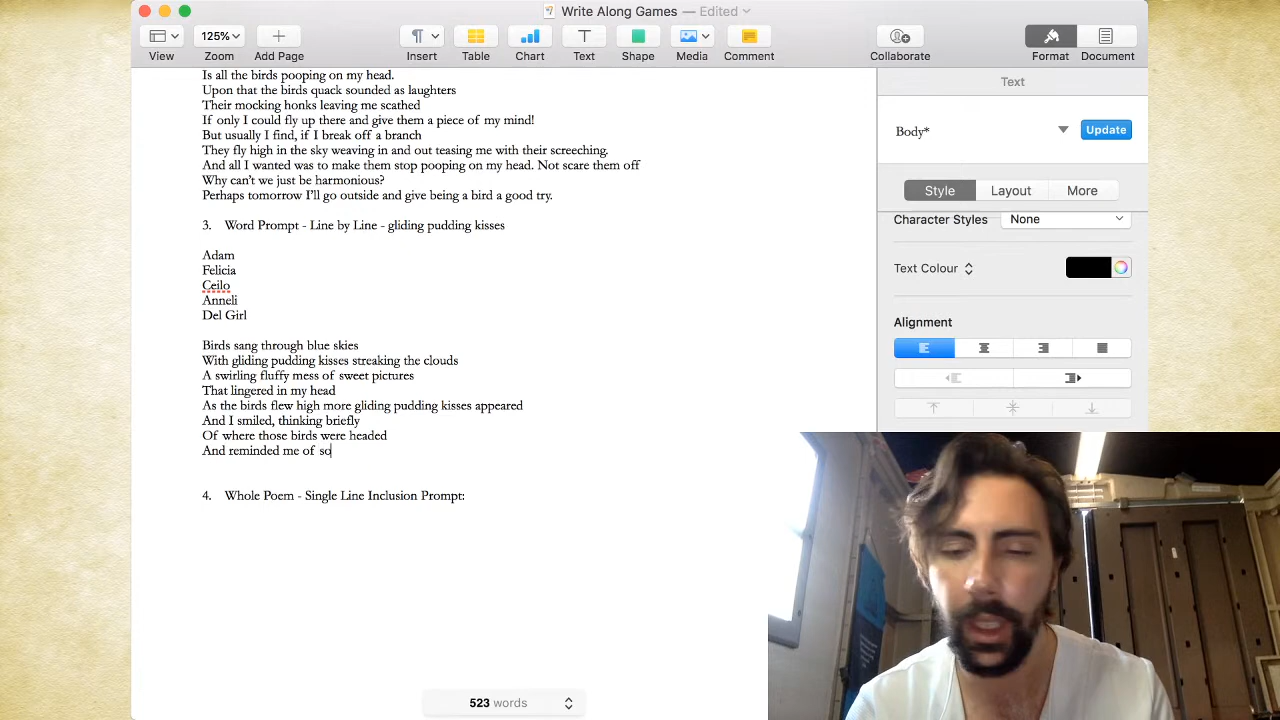 Write Along Games — Edited
125%
View
Zoom
Add Page
Insert
Table
Chart
Text
Shape
Media
Comment
Collaborate
Format
Document
Is all the birds pooping on my head.
Upon that the birds quack sounded as laughters
Their mocking honks leaving me scathed
If only I could fly up there and give them a piece of my mind!
But usually I find, if I break off a branch
They fly high in the sky weaving in and out teasing me with their screeching.
And all I wanted was to make them stop pooping on my head. Not scare them off
Why can't we just be harmonious?
Perhaps tomorrow I'll go outside and give being a bird a good try.
3. Word Prompt - Line by Line - gliding pudding kisses
Adam
Felicia
Ceilo
Anneli
Del Girl
Birds sang through blue skies
With gliding pudding kisses streaking the clouds
A swirling fluffy mess of sweet pictures
That lingered in my head
As the birds flew high more gliding pudding kisses appeared
And I smiled, thinking briefly
Of where those birds were headed
And reminded me of so
4. Whole Poem - Single Line Inclusion Prompt:
523 words
Text
Body*
Update
Style
Layout
More
Character Styles
None
Text Colour
Alignment